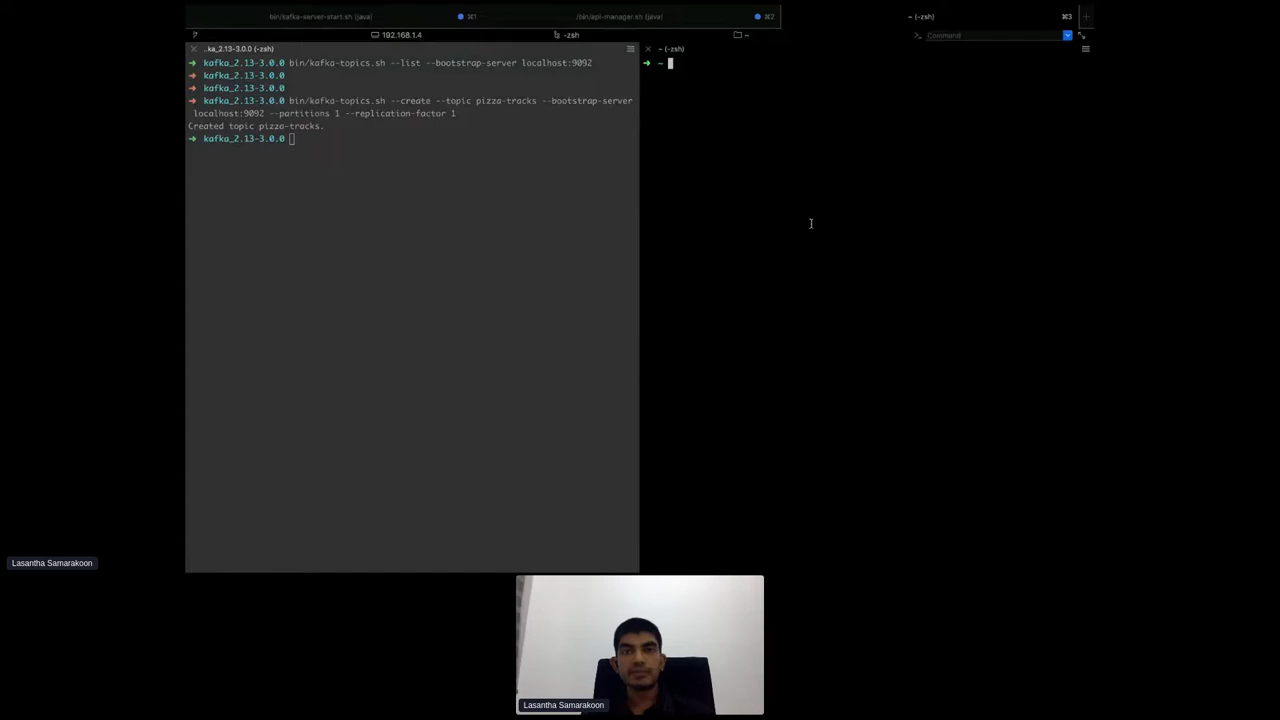 bin/kafka-server-start.sh (java) ⌘1 /bin/api-manager.sh (java) ⌘2 ~ (-zsh) ⌘3 +
192.168.1.4 -zsh ~ Command
..ka_2.13-3.0.0 (-zsh)
➜ kafka_2.13-3.0.0 bin/kafka-topics.sh --list --bootstrap-server localhost:9092
➜ kafka_2.13-3.0.0
➜ kafka_2.13-3.0.0
➜ kafka_2.13-3.0.0 bin/kafka-topics.sh --create --topic pizza-tracks --bootstrap-server
localhost:9092 --partitions 1 --replication-factor 1
Created topic pizza-tracks.
➜ kafka_2.13-3.0.0
~ (-zsh)
➜ ~
Lasantha Samarakoon
Lasantha Samarakoon